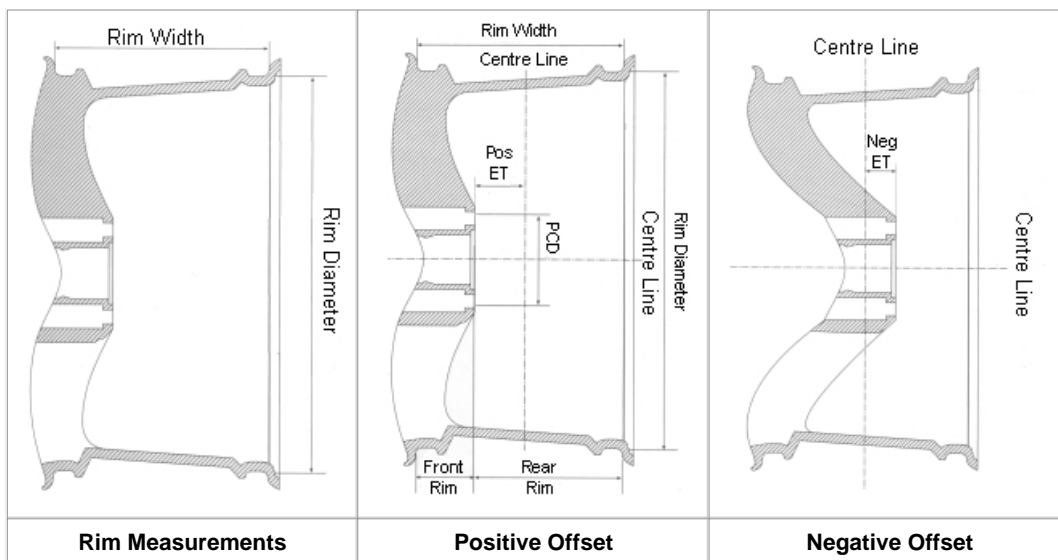 Rim Width
Rim Diameter
Rim Measurements
Rim Width
Centre Line
Pos
ET
PCD
Centre Line
Rim Diameter
Front
Rim
Rear
Rim
Positive Offset
Centre Line
Neg
ET
Centre Line
Negative Offset